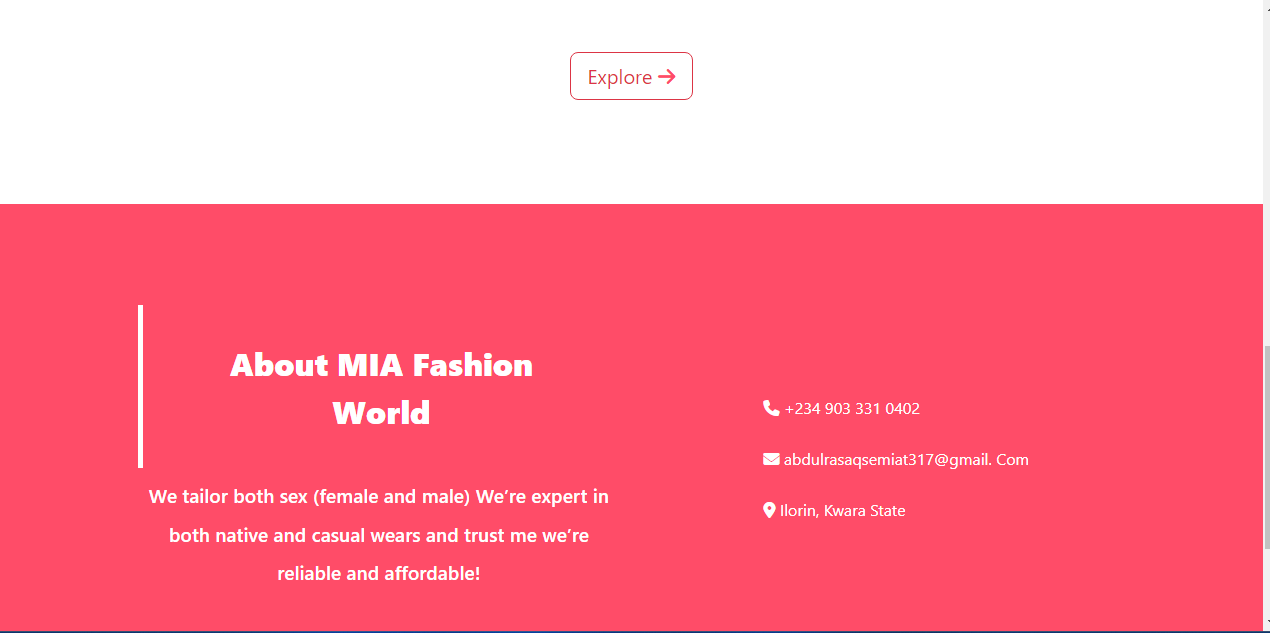 Explore
About MIA Fashion
World
We tailor both sex (female and male) We’re expert in
both native and casual wears and trust me we’re
reliable and affordable!
+234 903 331 0402
abdulrasaqsemiat317@gmail. Com
Ilorin, Kwara State